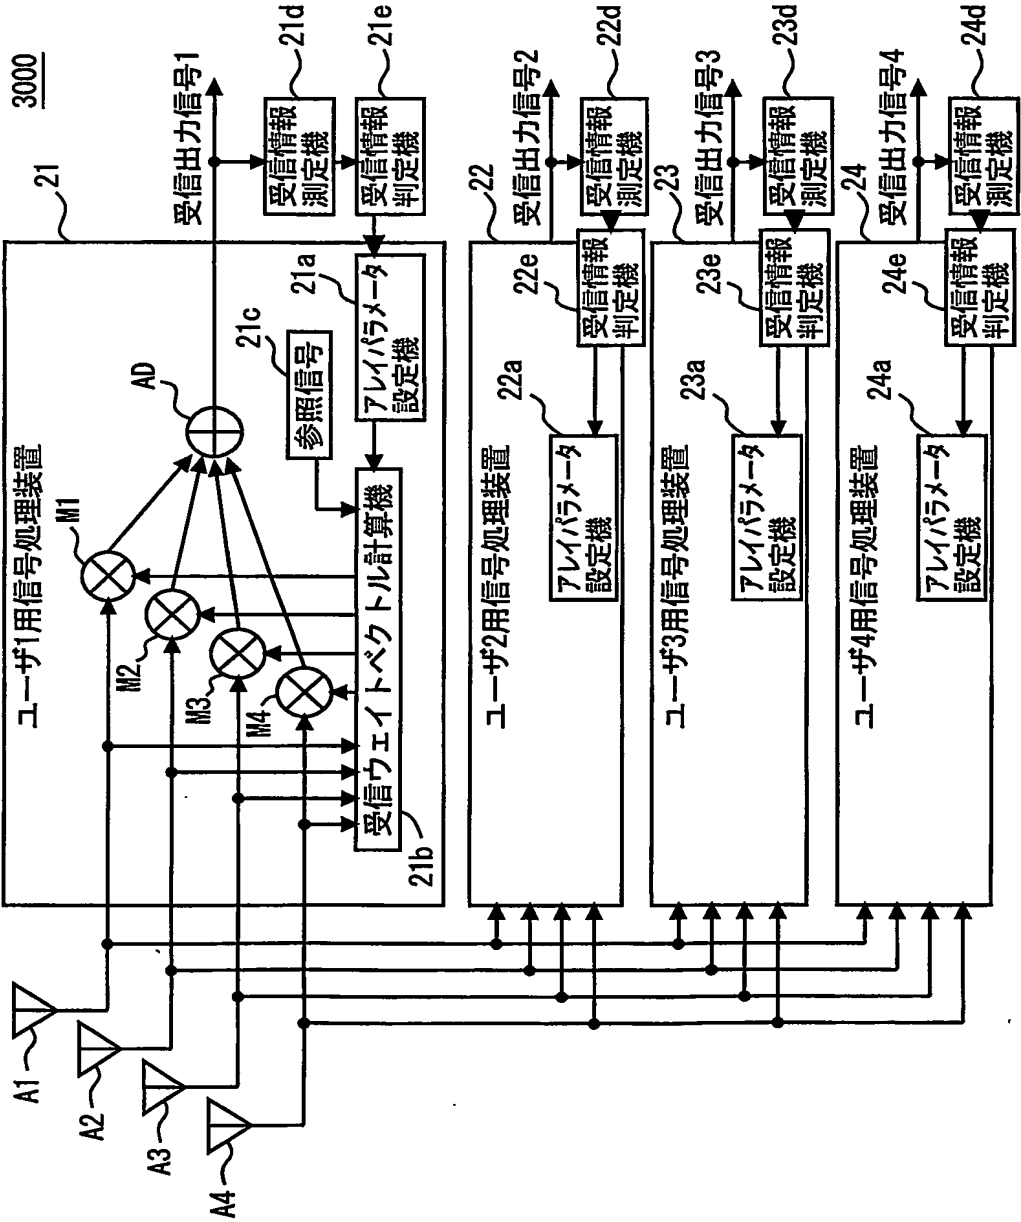 3000
21
受信出力信号1
21d
受信情報
測定機
21e
受信情報
判定機
ユーザ1用信号処理装置
AD
21c
参照信号
21a
アレイパラメータ
設定機
M1
M2
M3
M4
受信ウェイトベクトル計算機
21b
A1
A2
A3
A4
22
受信出力信号2
22d
受信情報
測定機
22e
受信情報
判定機
22a
アレイパラメータ
設定機
ユーザ2用信号処理装置
23
受信出力信号3
23d
受信情報
測定機
23e
受信情報
判定機
23a
アレイパラメータ
設定機
ユーザ3用信号処理装置
24
受信出力信号4
24d
受信情報
測定機
24e
受信情報
判定機
24a
アレイパラメータ
設定機
ユーザ4用信号処理装置